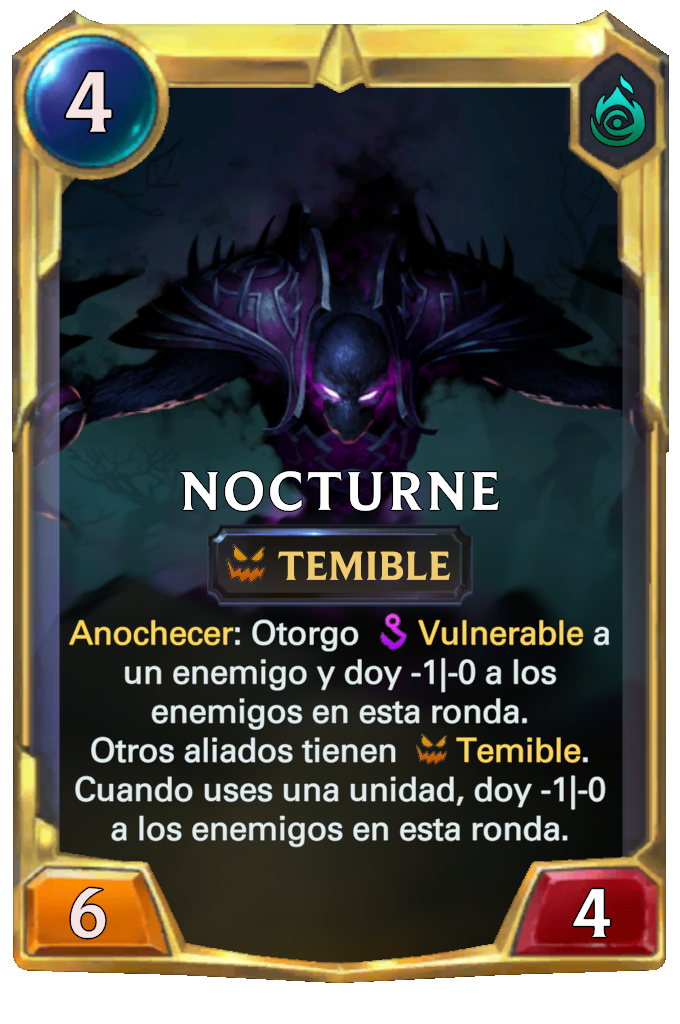 4
NOCTURNE
TEMIBLE
Anochecer: Otorgo Vulnerable a
un enemigo y doy -1|-0 a los
enemigos en esta ronda.
Otros aliados tienen Temible.
Cuando uses una unidad, doy -1|-0
a los enemigos en esta ronda.
6
4